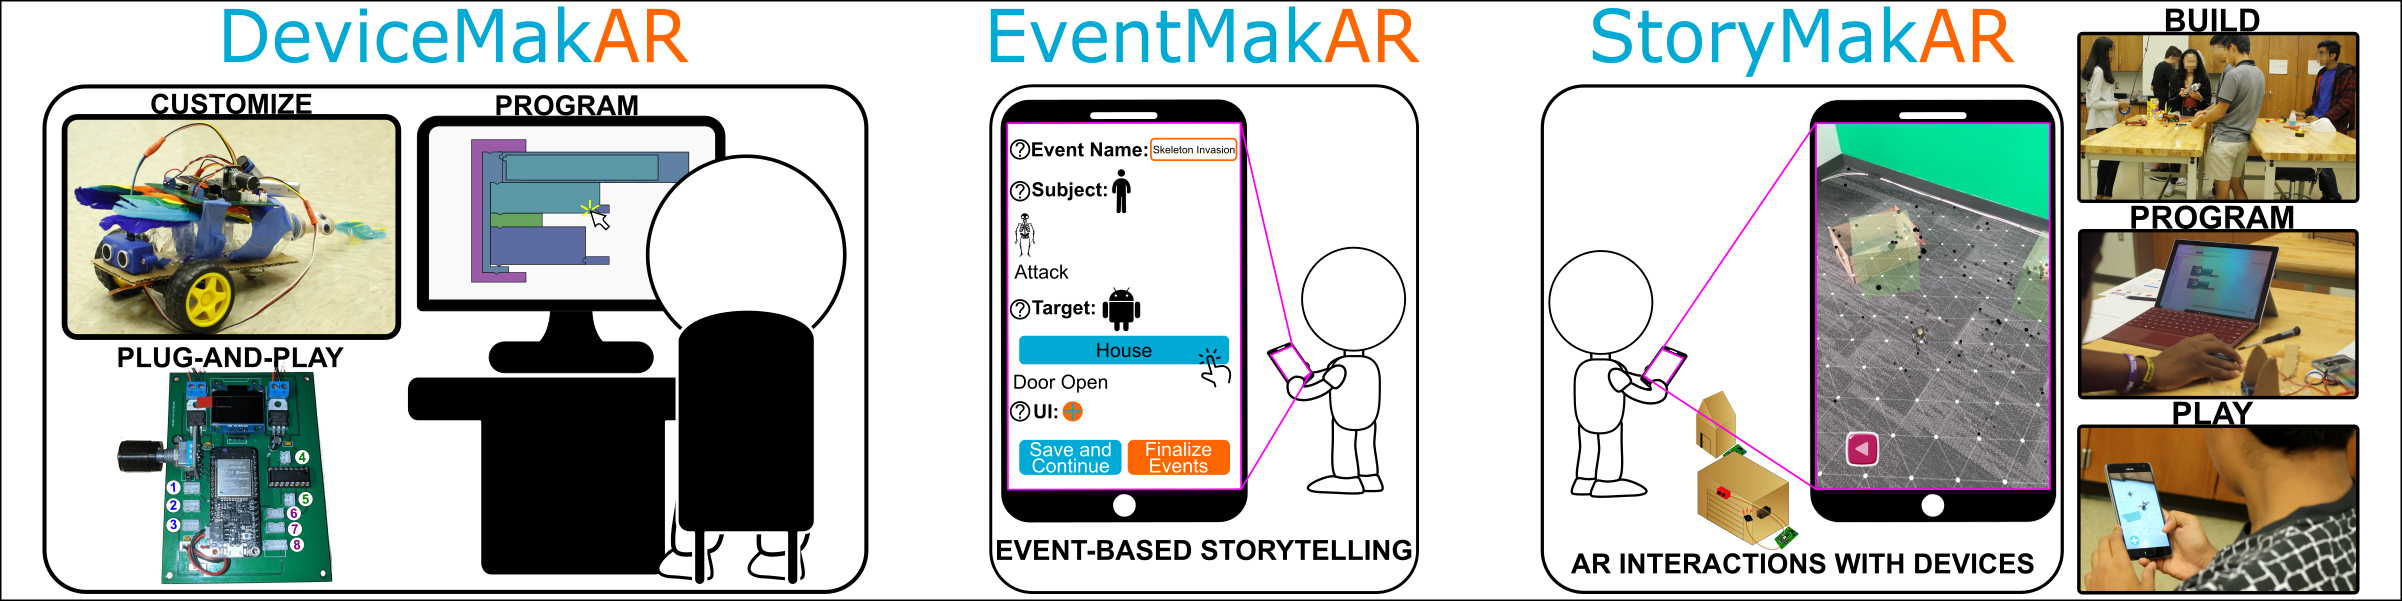 DeviceMakAR
CUSTOMIZE
PROGRAM
PLUG-AND-PLAY
1
2
3
4
5
6
7
8
EventMakAR
Event Name: Skeleton Invasion
Subject:
Attack
Target:
House
Door Open
UI:
Save and Continue
Finalize Events
EVENT-BASED STORYTELLING
StoryMakAR
AR INTERACTIONS WITH DEVICES
BUILD
PROGRAM
PLAY